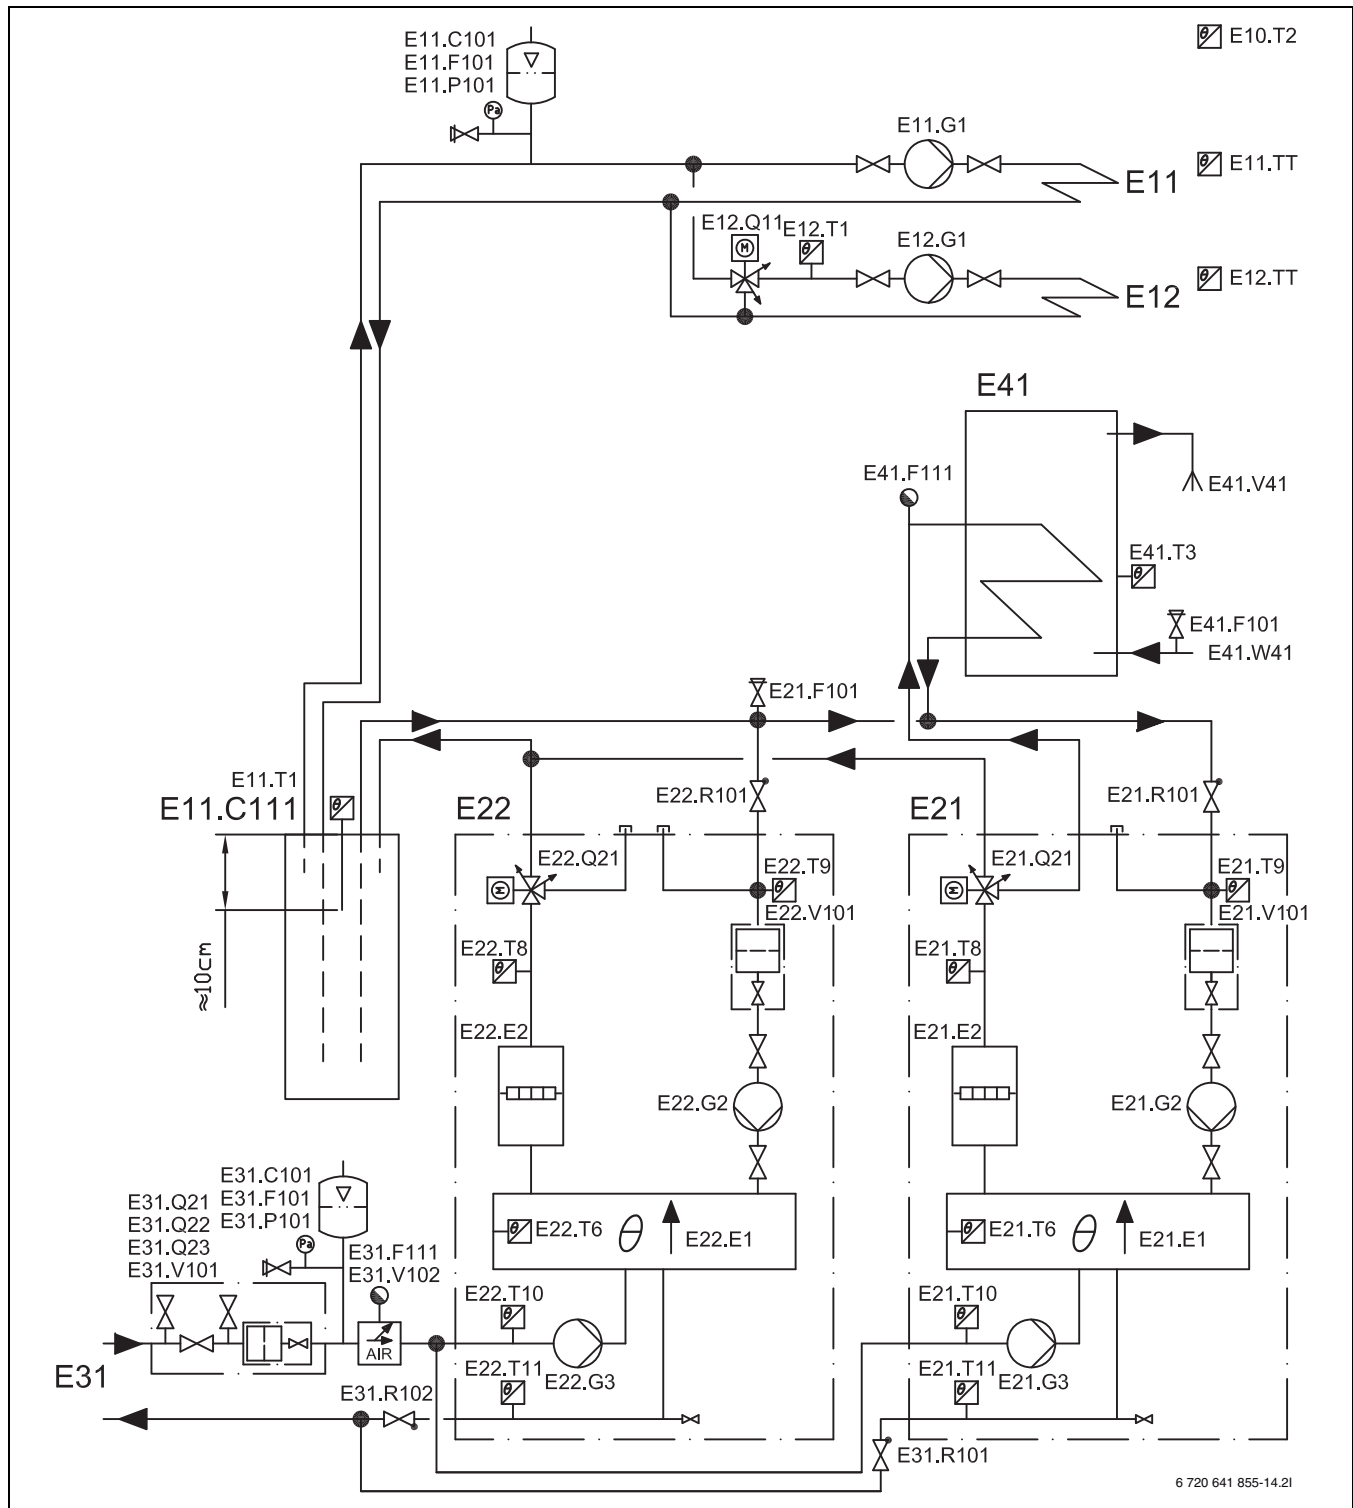 E11.C101
E11.F101
E11.P101
Pa
E10.T2
θ
E11.G1
E11
E11.TT
θ
E12.Q11
M
E12.T1
θ
E12.G1
E12
E12.TT
θ
E41
E41.F111
E41.V41
E41.T3
θ
E41.F101
E41.W41
E21.F101
E11.T1
θ
E11.C111
E22
E22.R101
E21
E21.R101
E22.Q21
M
E22.T9
θ
E22.V101
E21.Q21
M
E21.T9
θ
E21.V101
≈10cm
E22.T8
θ
E21.T8
θ
E22.E2
E22.G2
E21.E2
E21.G2
E31.C101
E31.F101
E31.P101
Pa
E31.Q21
E31.Q22
E31.Q23
E31.V101
E31.F111
E31.V102
AIR
θ
E22.T6
θ
E22.E1
θ
E21.T6
θ
E21.E1
E22.T10
θ
E21.T10
θ
E31
E22.T11
θ
E22.G3
E21.T11
θ
E21.G3
E31.R102
E31.R101
6 720 641 855-14.2I